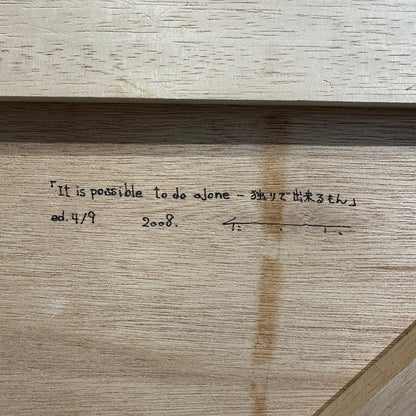 「It is possible to do alone - 独りで出来るもん」
ed. 4/9 2008.